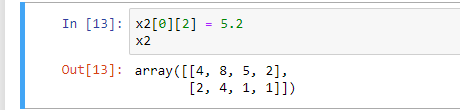 In [13]: x2[0][2] = 5.2
x2
Out[13]: array([[4, 8, 5, 2],
[2, 4, 1, 1]])